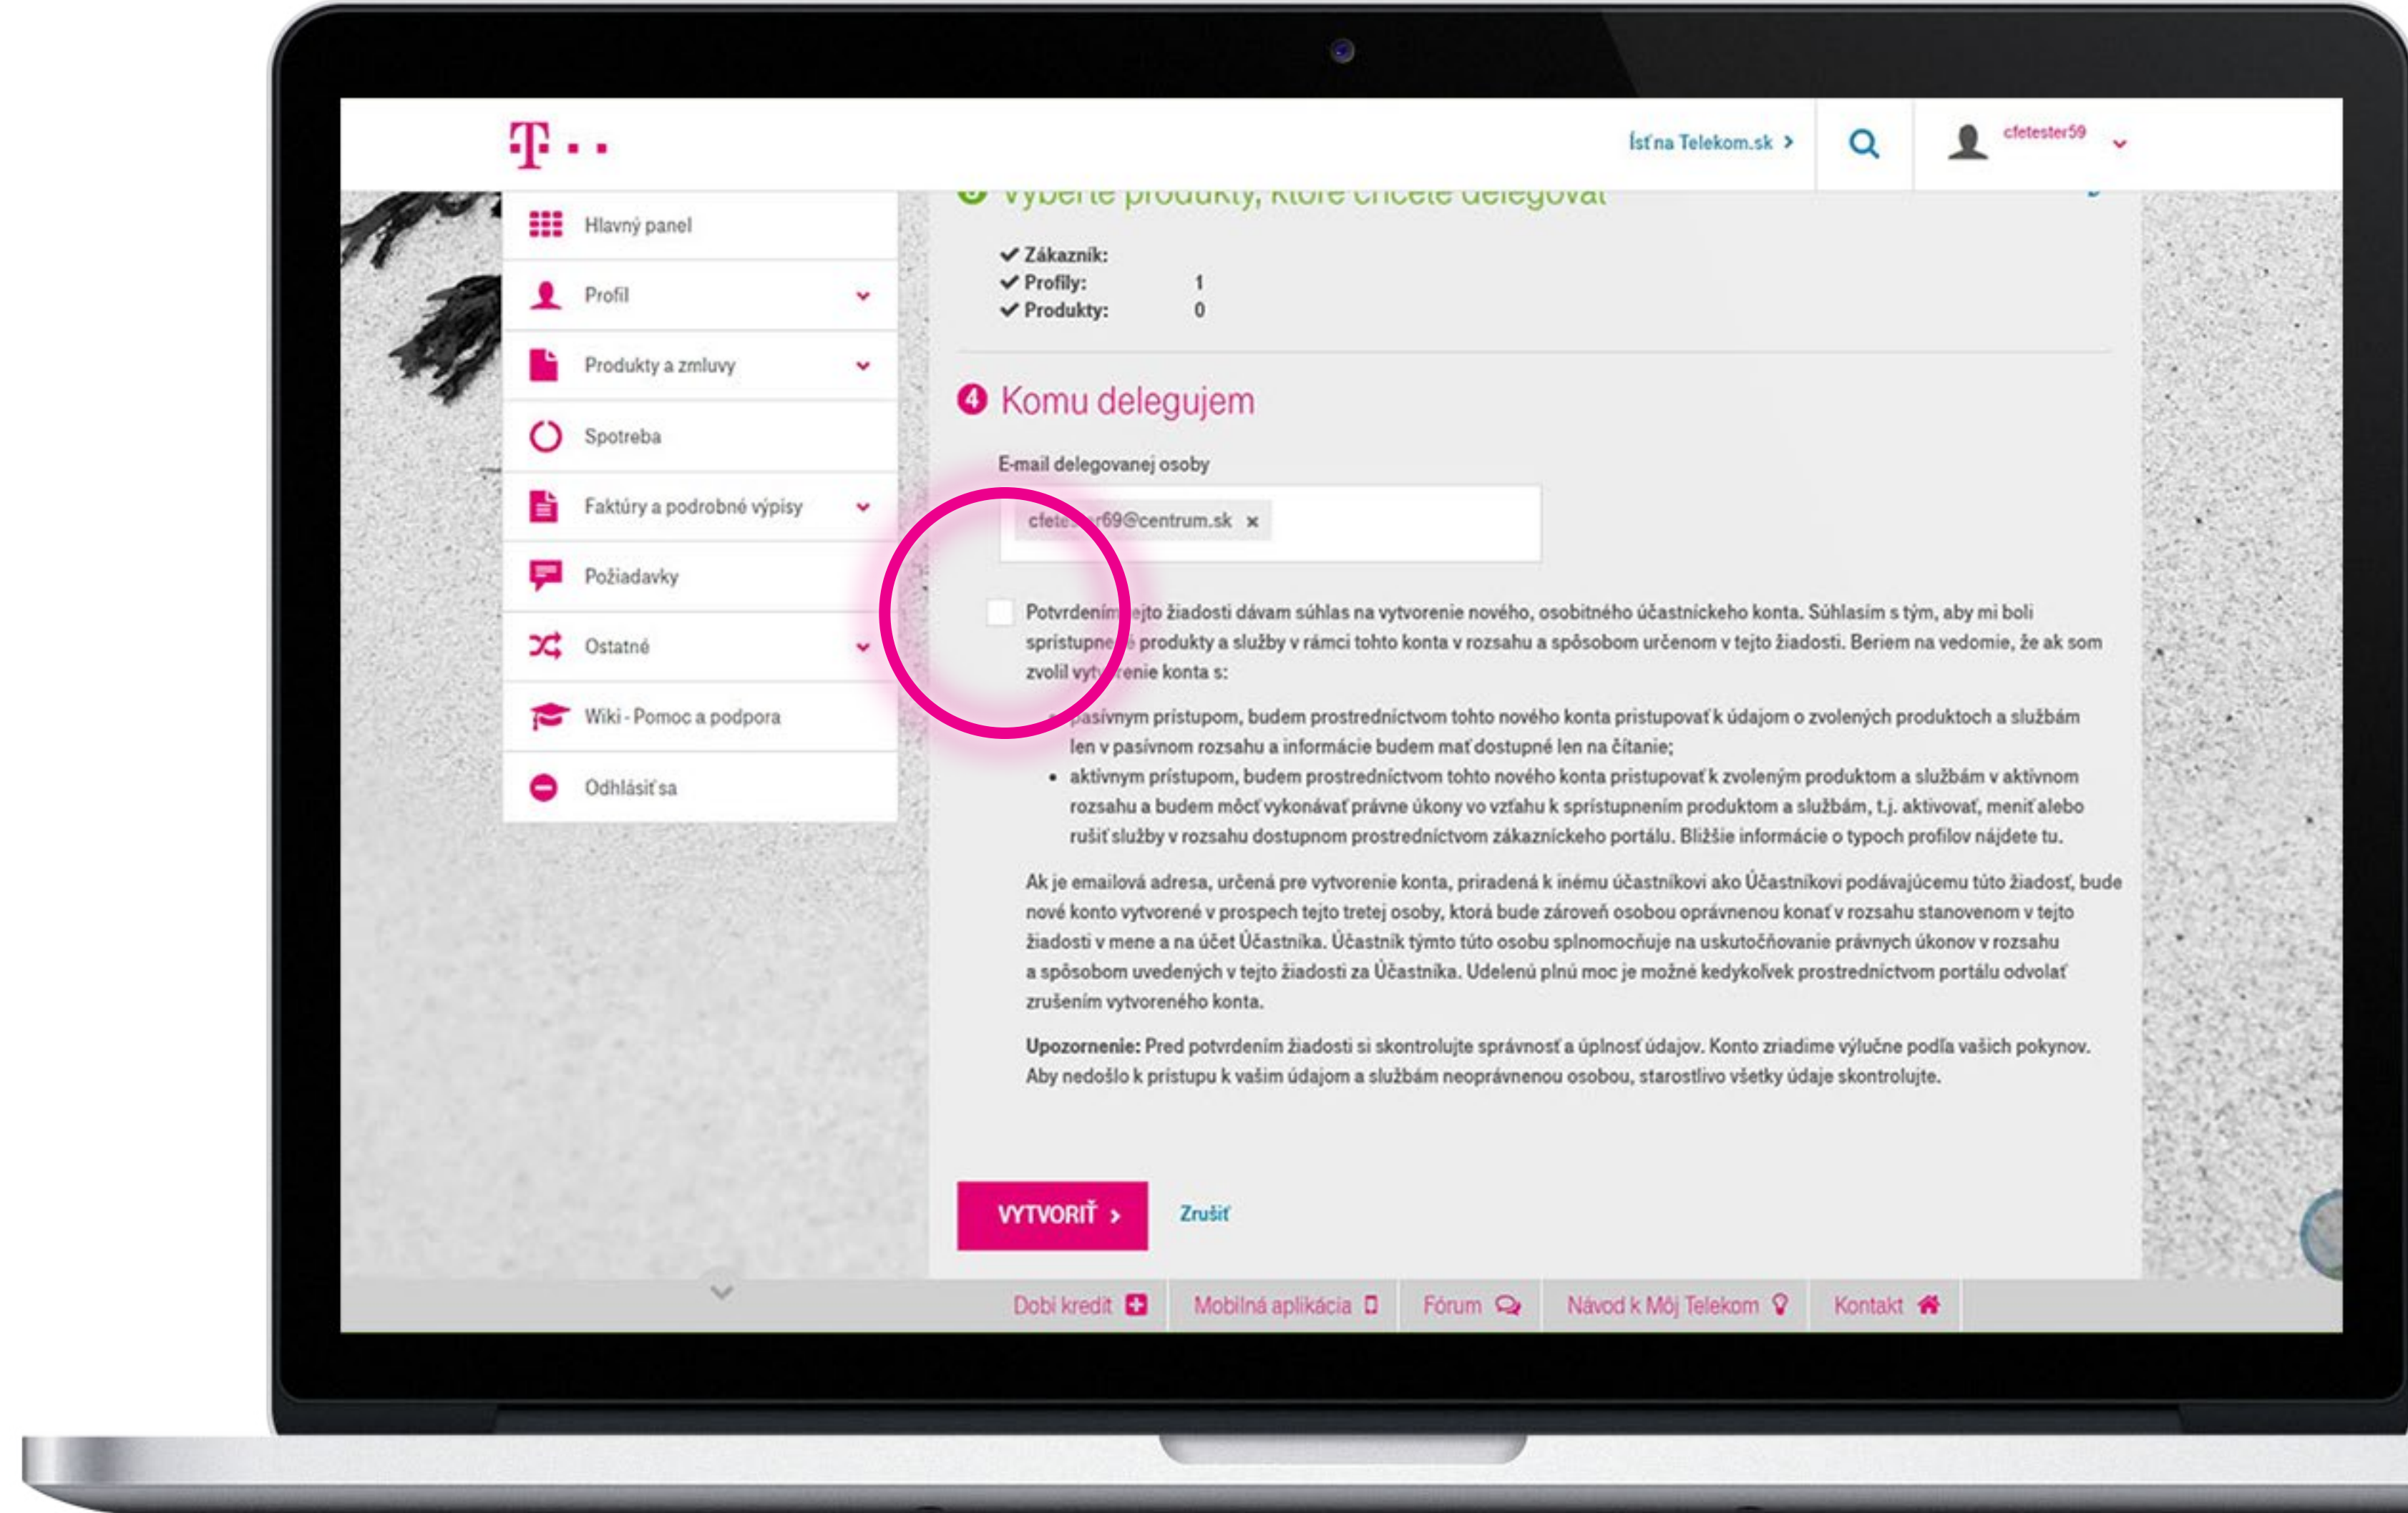 T
Ísť na Telekom.sk
cfetester59
Hlavný panel
Profil
Produkty a zmluvy
Spotreba
Faktúry a podrobné výpisy
Požiadavky
Ostatné
Wiki - Pomoc a podpora
Odhlásiť sa
Vyberte produkty, ktoré chcete delegovať
Zákazník:
Profily: 1
Produkty: 0
4 Komu delegujem
E-mail delegovanej osoby
cfetester69@centrum.sk ×
Potvrdením tejto žiadosti dávam súhlas na vytvorenie nového, osobitného účastníckeho konta. Súhlasím s tým, aby mi boli
sprístupnené produkty a služby v rámci tohto konta v rozsahu a spôsobom určenom v tejto žiadosti. Beriem na vedomie, že ak som
zvolil vytvorenie konta s:
pasívnym prístupom, budem prostredníctvom tohto nového konta pristupovať k údajom o zvolených produktoch a službám
len v pasívnom rozsahu a informácie budem mať dostupné len na čítanie;
• aktívnym prístupom, budem prostredníctvom tohto nového konta pristupovať k zvoleným produktom a službám v aktívnom
rozsahu a budem môcť vykonávať právne úkony vo vzťahu k sprístupnením produktom a službám, t.j. aktivovať, meniť alebo
rušiť služby v rozsahu dostupnom prostredníctvom zákazníckeho portálu. Bližšie informácie o typoch profilov nájdete tu.
Ak je emailová adresa, určená pre vytvorenie konta, priradená k inému účastníkovi ako Účastníkovi podávajúcemu túto žiadosť, bude
nové konto vytvorené v prospech tejto tretej osoby, ktorá bude zároveň osobou oprávnenou konať v rozsahu stanovenom v tejto
žiadosti v mene a na účet Účastníka. Účastník týmto túto osobu splnomocňuje na uskutočňovanie právnych úkonov v rozsahu
a spôsobom uvedených v tejto žiadosti za Účastníka. Udelenú plnú moc je možné kedykoľvek prostredníctvom portálu odvolať
zrušením vytvoreného konta.
Upozornenie: Pred potvrdením žiadosti si skontrolujte správnosť a úplnosť údajov. Konto zriadime výlučne podľa vašich pokynov.
Aby nedošlo k prístupu k vašim údajom a službám neoprávnenou osobou, starostlivo všetky údaje skontrolujte.
VYTVORIŤ
Zrušiť
Dobi kredit
Mobilná aplikácia
Fórum
Návod k Môj Telekom
Kontakt